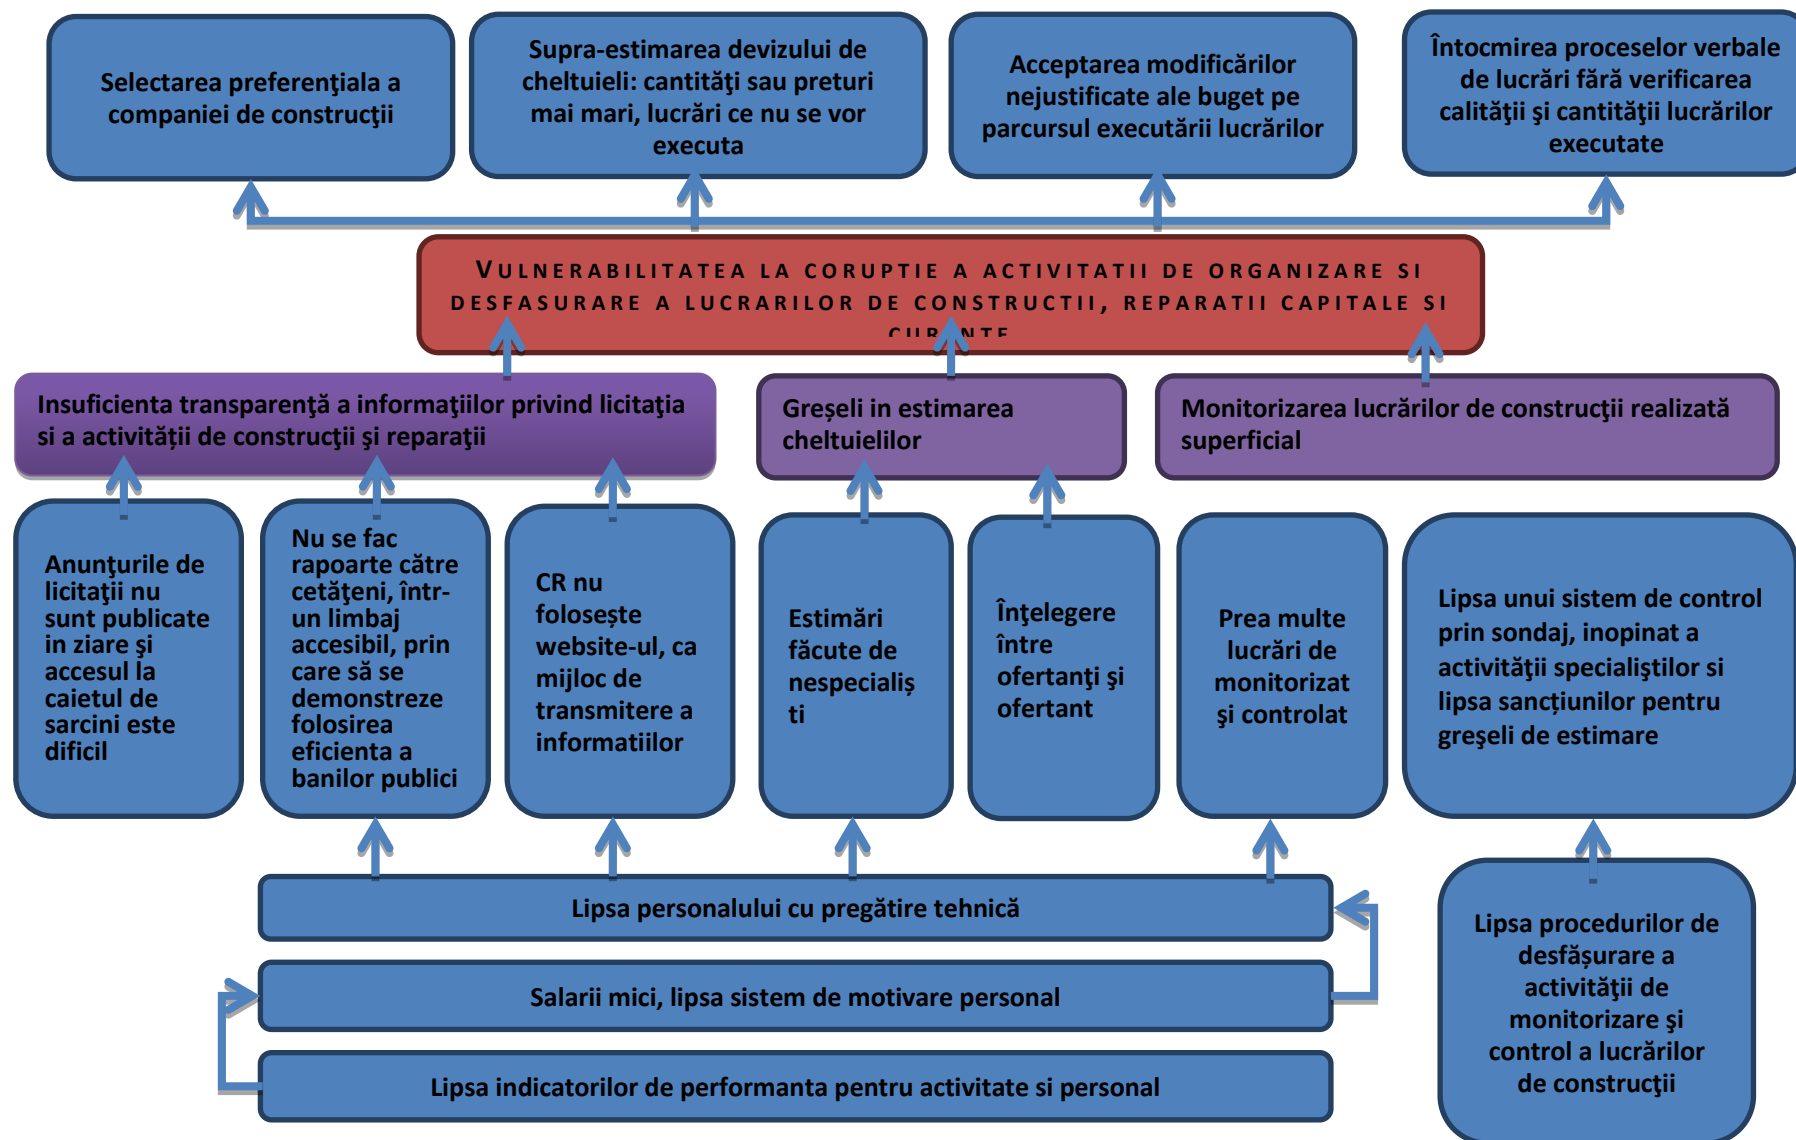 Selectarea preferenţiala a
companiei de construcţii
Supra-estimarea devizului de
cheltuieli: cantităţi sau preturi
mai mari, lucrări ce nu se vor
executa
Acceptarea modificărilor
nejustificate ale buget pe
parcursul executării lucrărilor
Întocmirea proseselor verbale
de lucrări fără verificarea
calităţii şi cantităţii lucrărilor
executate
VULNERABILITATEA LA CORUPTIE A ACTIVITATII DE ORGANIZARE SI
DESFASURARE A LUCRARILOR DE CONSTRUCTII, REPARATII CAPITALE SI
CURENTE
Insuficienta transparenţă a informaţiilor privind licitaţia
si a activității de construcţii şi reparaţii
Greșeli in estimarea
cheltuielilor
Monitorizarea lucrărilor de construcţii realizată
superficial
Anunţurile de
licitaţii nu
sunt publicate
in ziare şi
accesul la
caietul de
sarcini este
dificil
Nu se fac
rapoarte către
cetăţeni, într-
un limbaj
accesibil, prin
care să se
demonstreze
folosirea
eficienta a
banilor publici
CR nu
folosește
website-ul, ca
mijloc de
transmitere a
informatiilor
Estimări
făcute de
nespecialiș
ti
Înţelegere
între
ofertanţi şi
ofertant
Prea multe
lucrări de
monitorizat
şi controlat
Lipsa unui sistem de control
prin sondaj, inopinat a
activităţii specialiştilor si
lipsa sancțiunilor pentru
greşeli de estimare
Lipsa personalului cu pregătire tehnică
Salarii mici, lipsa sistem de motivare personal
Lipsa indicatorilor de performanta pentru activitate si personal
Lipsa procedurilor de
desfășurare a
activităţii de
monitorizare şi
control a lucrărilor
de construcţii